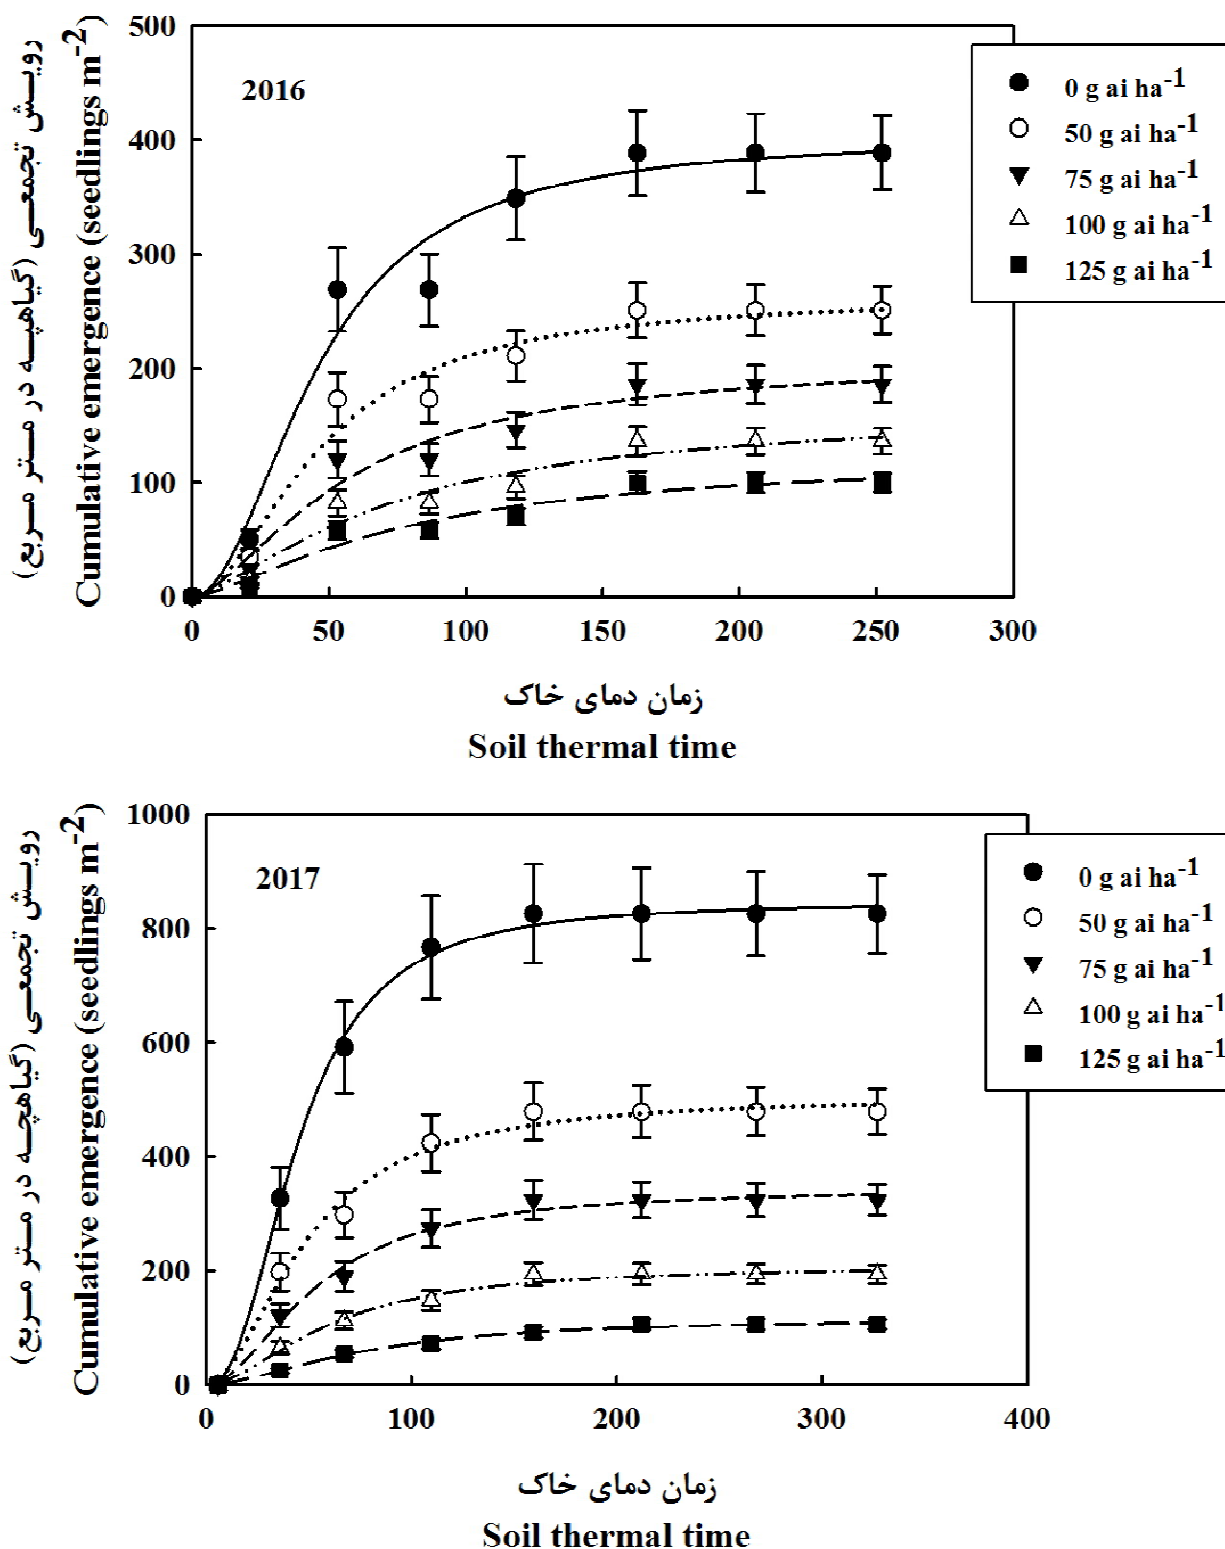 500
400
300
200
100
0
رویش تجمعی (گیاهچه در متر مربع)
Cumulative emergence (seedlings m-2)
2016
0 g ai ha-1
50 g ai ha-1
75 g ai ha-1
100 g ai ha-1
125 g ai ha-1
0 50 100 150 200 250 300
زمان دمای خاک
Soil thermal time
1000
800
600
400
200
0
رویش تجمعی (گیاهچه در متر مربع)
Cumulative emergence (seedlings m-2)
2017
0 g ai ha-1
50 g ai ha-1
75 g ai ha-1
100 g ai ha-1
125 g ai ha-1
0 100 200 300 400
زمان دمای خاک
Soil thermal time